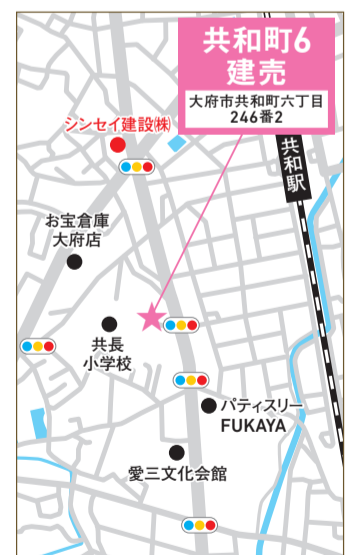 共和町6
建売
大府市共和町六丁目
246番2
シンセイ建設㈱
共和駅
お宝倉庫
大府店
共長
小学校
パティスリー
FUKAYA
愛三文化会館